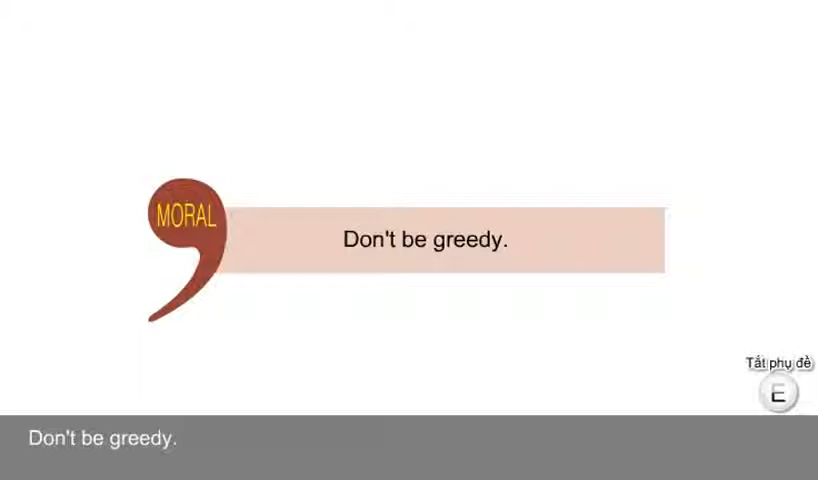 MORAL
Don't be greedy.
Tắt phụ đề
E
Don't be greedy.